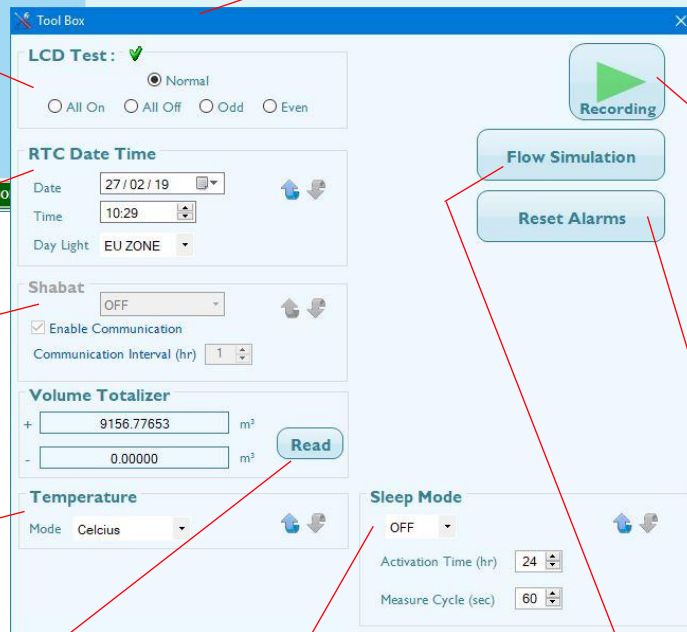 Tool Box
LCD Test :
Normal
All On All Off Odd Even
Recording
Flow Simulation
Reset Alarms
RTC Date Time
Date 27 / 02 / 19
Time 10:29
Day Light EU ZONE
Shabat
OFF
Enable Communication
Communication Interval (hr) 1
Volume Totalizer
+ 9156.77653 m³
- 0.00000 m³
Read
Temperature
Mode Celcius
Sleep Mode
OFF
Activation Time (hr) 24
Measure Cycle (sec) 60